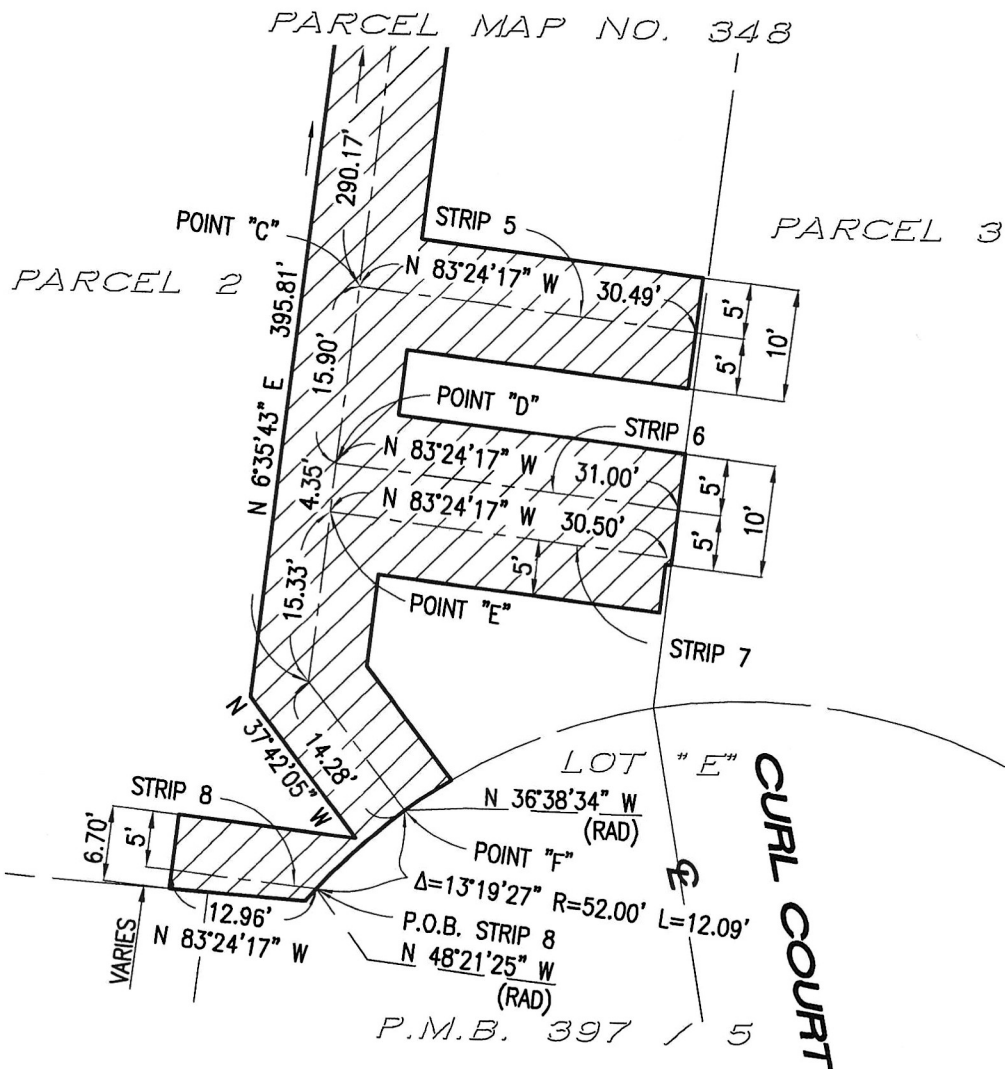 PARCEL MAP NO. 348
290.17'
POINT "C"
STRIP 5
PARCEL 3
PARCEL 2
N 83°24'17" W
30.49'
5'
5'
10'
N 6°35'43" E 395.81'
15.90'
POINT "D"
STRIP 6
N 83°24'17" W
31.00'
5'
5'
10'
4.35'
N 83°24'17" W
30.50'
5'
15.33'
POINT "E"
STRIP 7
N 37°42'05" W
14.28'
LOT "E"
STRIP 8
N 36°38'34" W
(RAD)
6.70'
5'
POINT "F"
Δ=13°19'27" R=52.00' L=12.09'
12.96'
N 83°24'17" W
P.O.B. STRIP 8
N 48°21'25" W
(RAD)
VARIES
℄
CURL COURT
P.M.B. 397 / 5